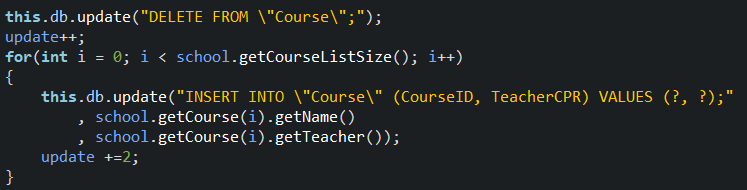 this.db.update("DELETE FROM \"Course\";");
update++;
for(int i = 0; i < school.getCourseListSize(); i++)
{
    this.db.update("INSERT INTO \"Course\" (CourseID, TeacherCPR) VALUES (?, ?);"
        , school.getCourse(i).getName()
        , school.getCourse(i).getTeacher());
    update +=2;
}